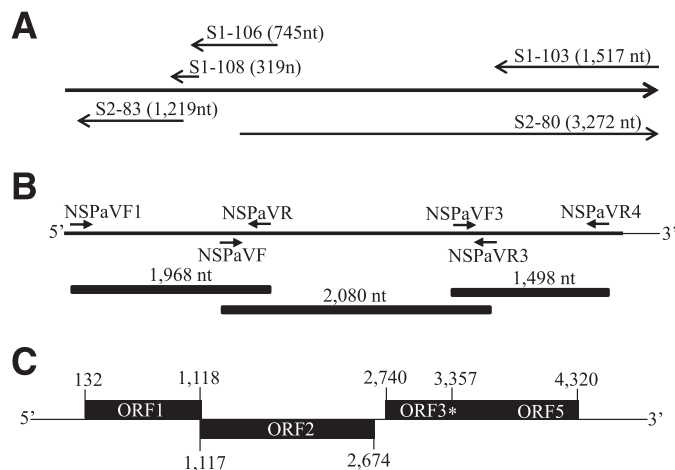 A
S1-106 (745nt)
S1-108 (319n)
S1-103 (1,517 nt)
S2-83 (1,219nt)
S2-80 (3,272 nt)
B
NSPaVF1 NSPaVR NSPaVF3 NSPaVR4
5’ 3’
NSPaVF NSPaVR3
1,968 nt 1,498 nt
2,080 nt
C
132 1,118 2,740 3,357 4,320
5’ ORF1 ORF3* ORF5 3’
ORF2
1,117 2,674